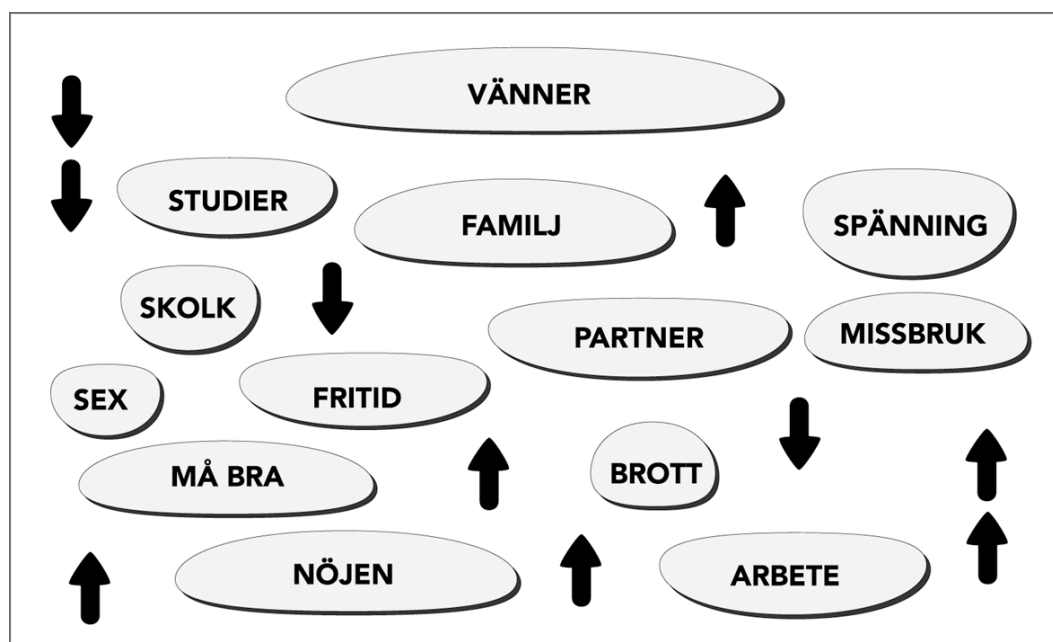 VÄNNER
STUDIER
FAMILJ
SPÄNNING
SKOLK
PARTNER
MISSBRUK
SEX
FRITID
MÅ BRA
BROTT
NÖJEN
ARBETE